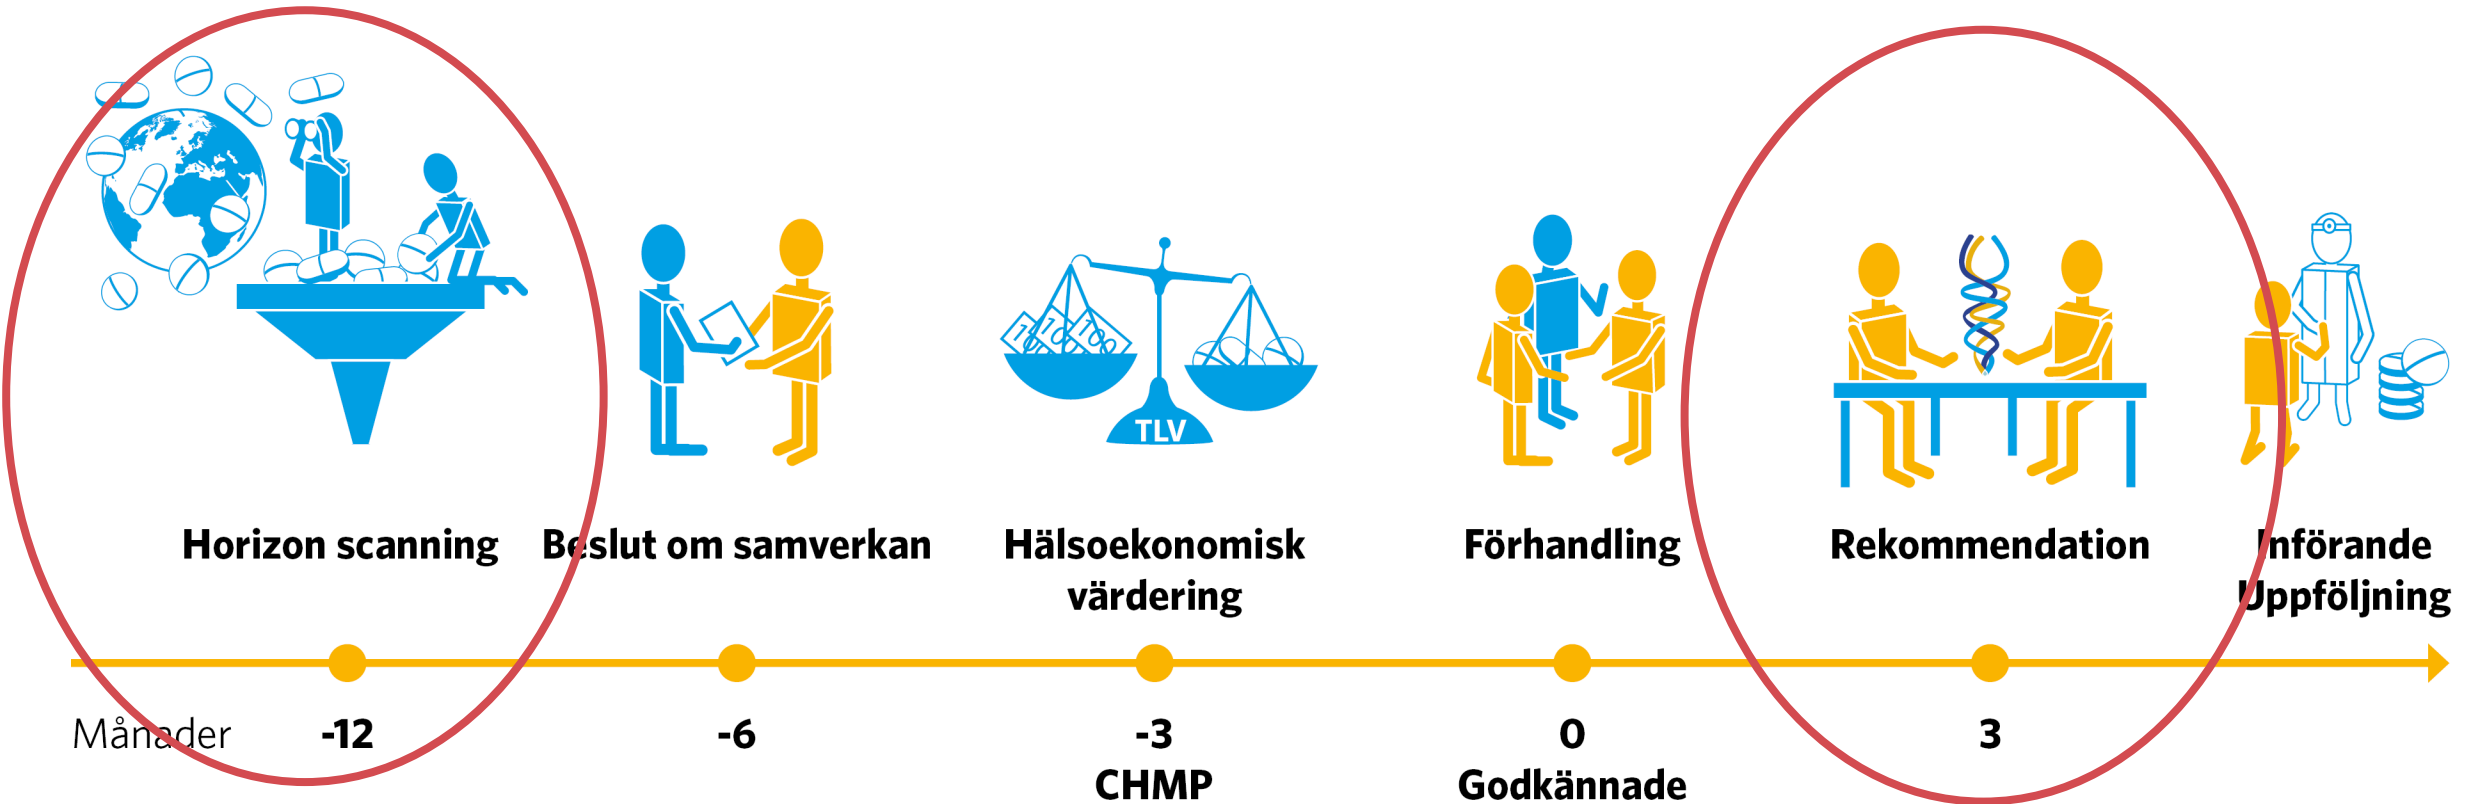 TLV
Horizon scanning
Beslut om samverkan
Hälsoekonomisk
värdering
Förhandling
Rekommendation
Införande
Uppföljning
Månader
-12
-6
-3
CHMP
0
Godkännade
3